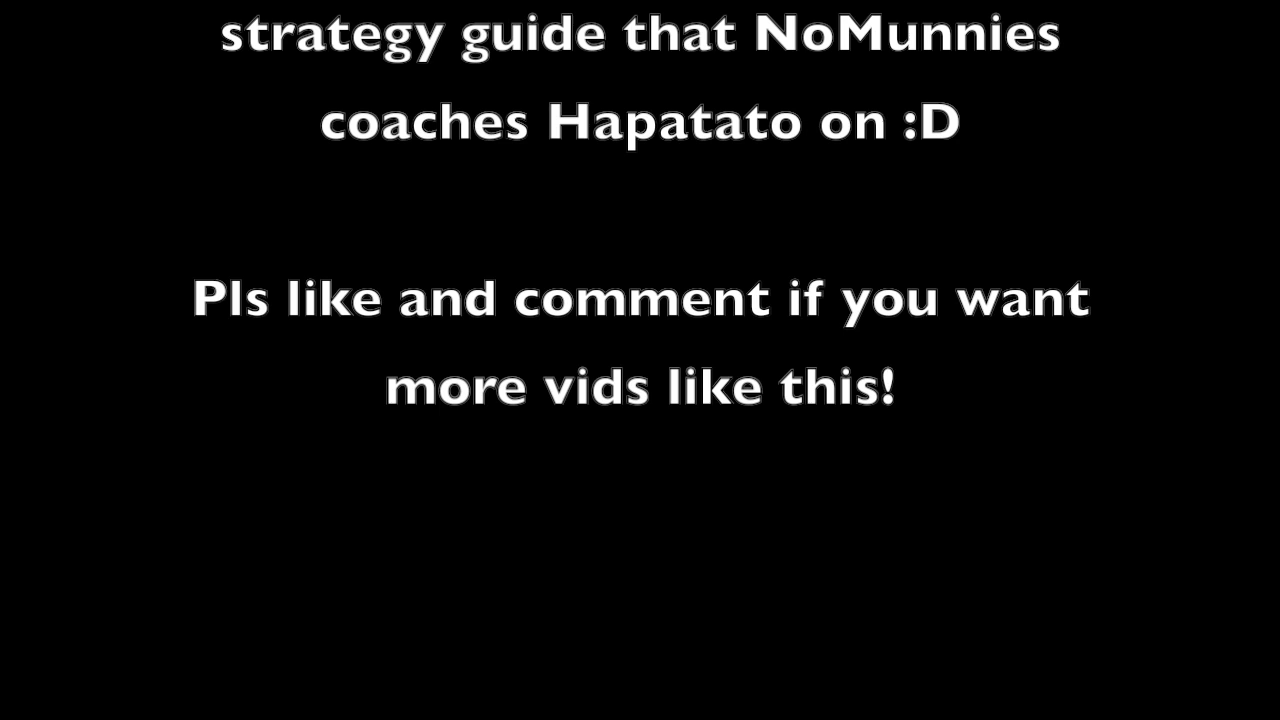 strategy guide that NoMunnies
coaches Hapatato on :D
Pls like and comment if you want
more vids like this!